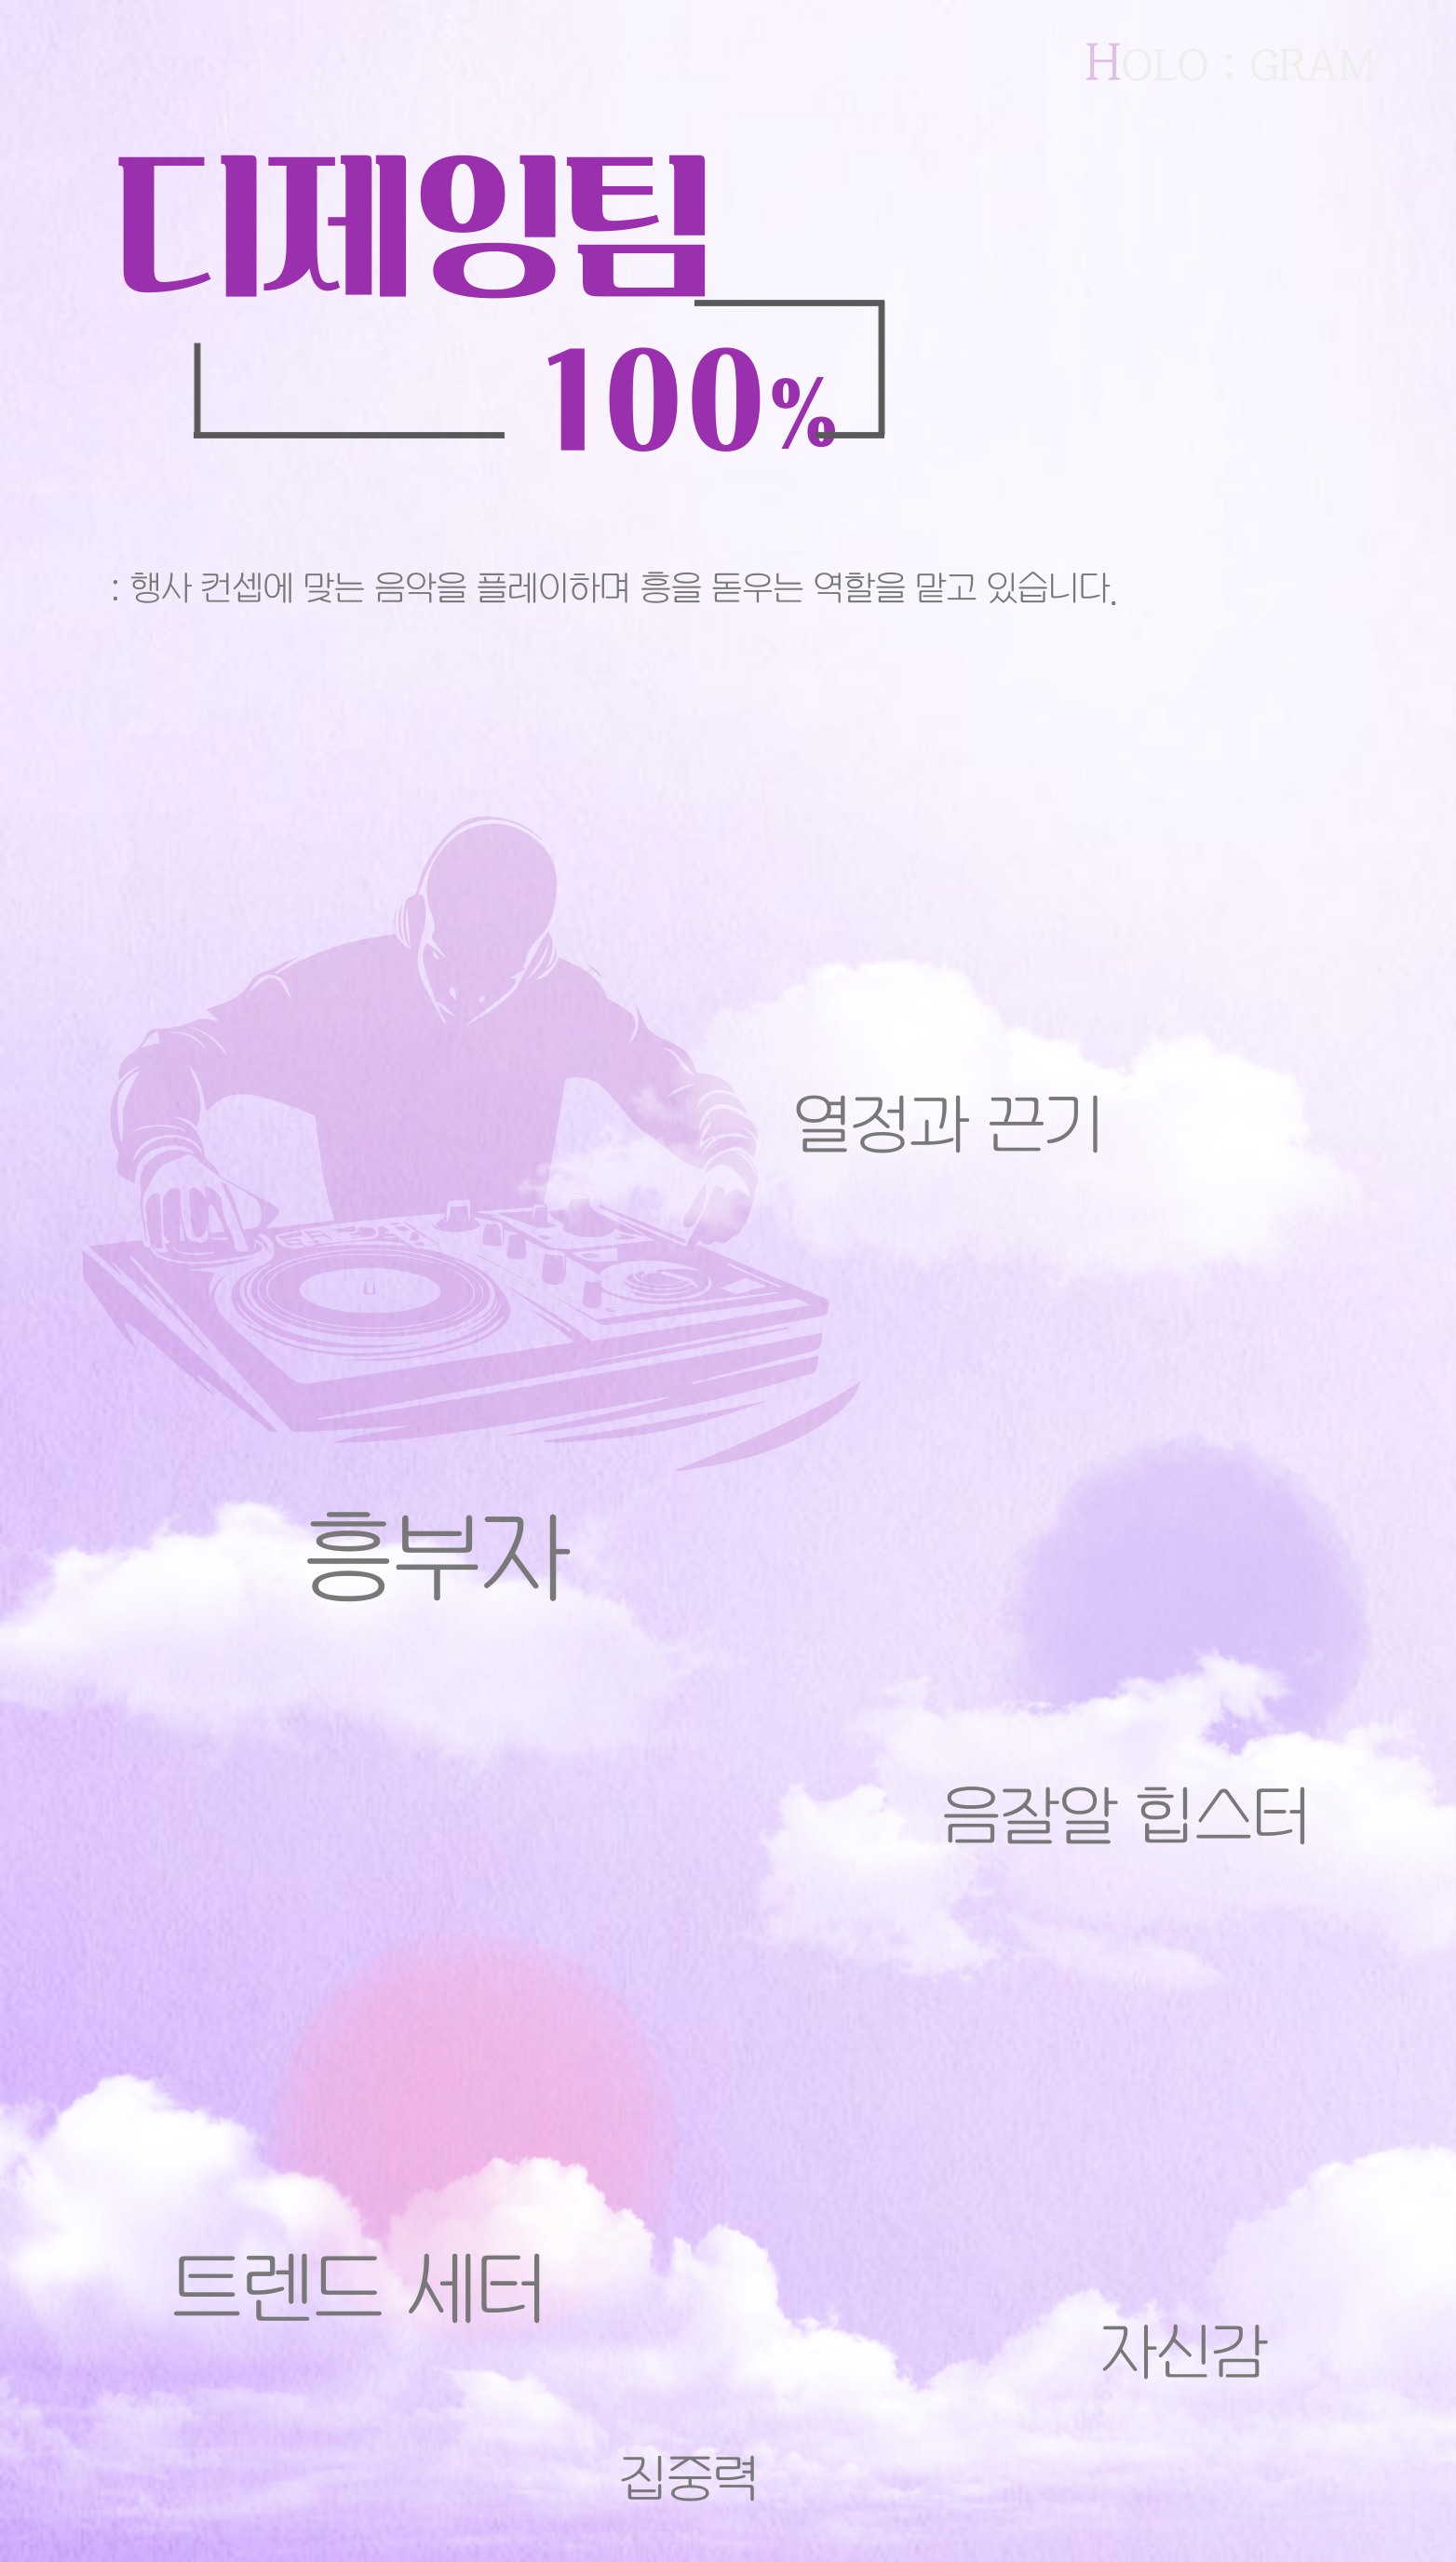 HOLO : GRAM
디제잉팀
100%
: 행사 컨셉에 맞는 음악을 플레이하며 흥을 돋우는 역할을 맡고 있습니다.
열정과 끈기
흥부자
음잘알 힙스터
트렌드 세터
자신감
집중력